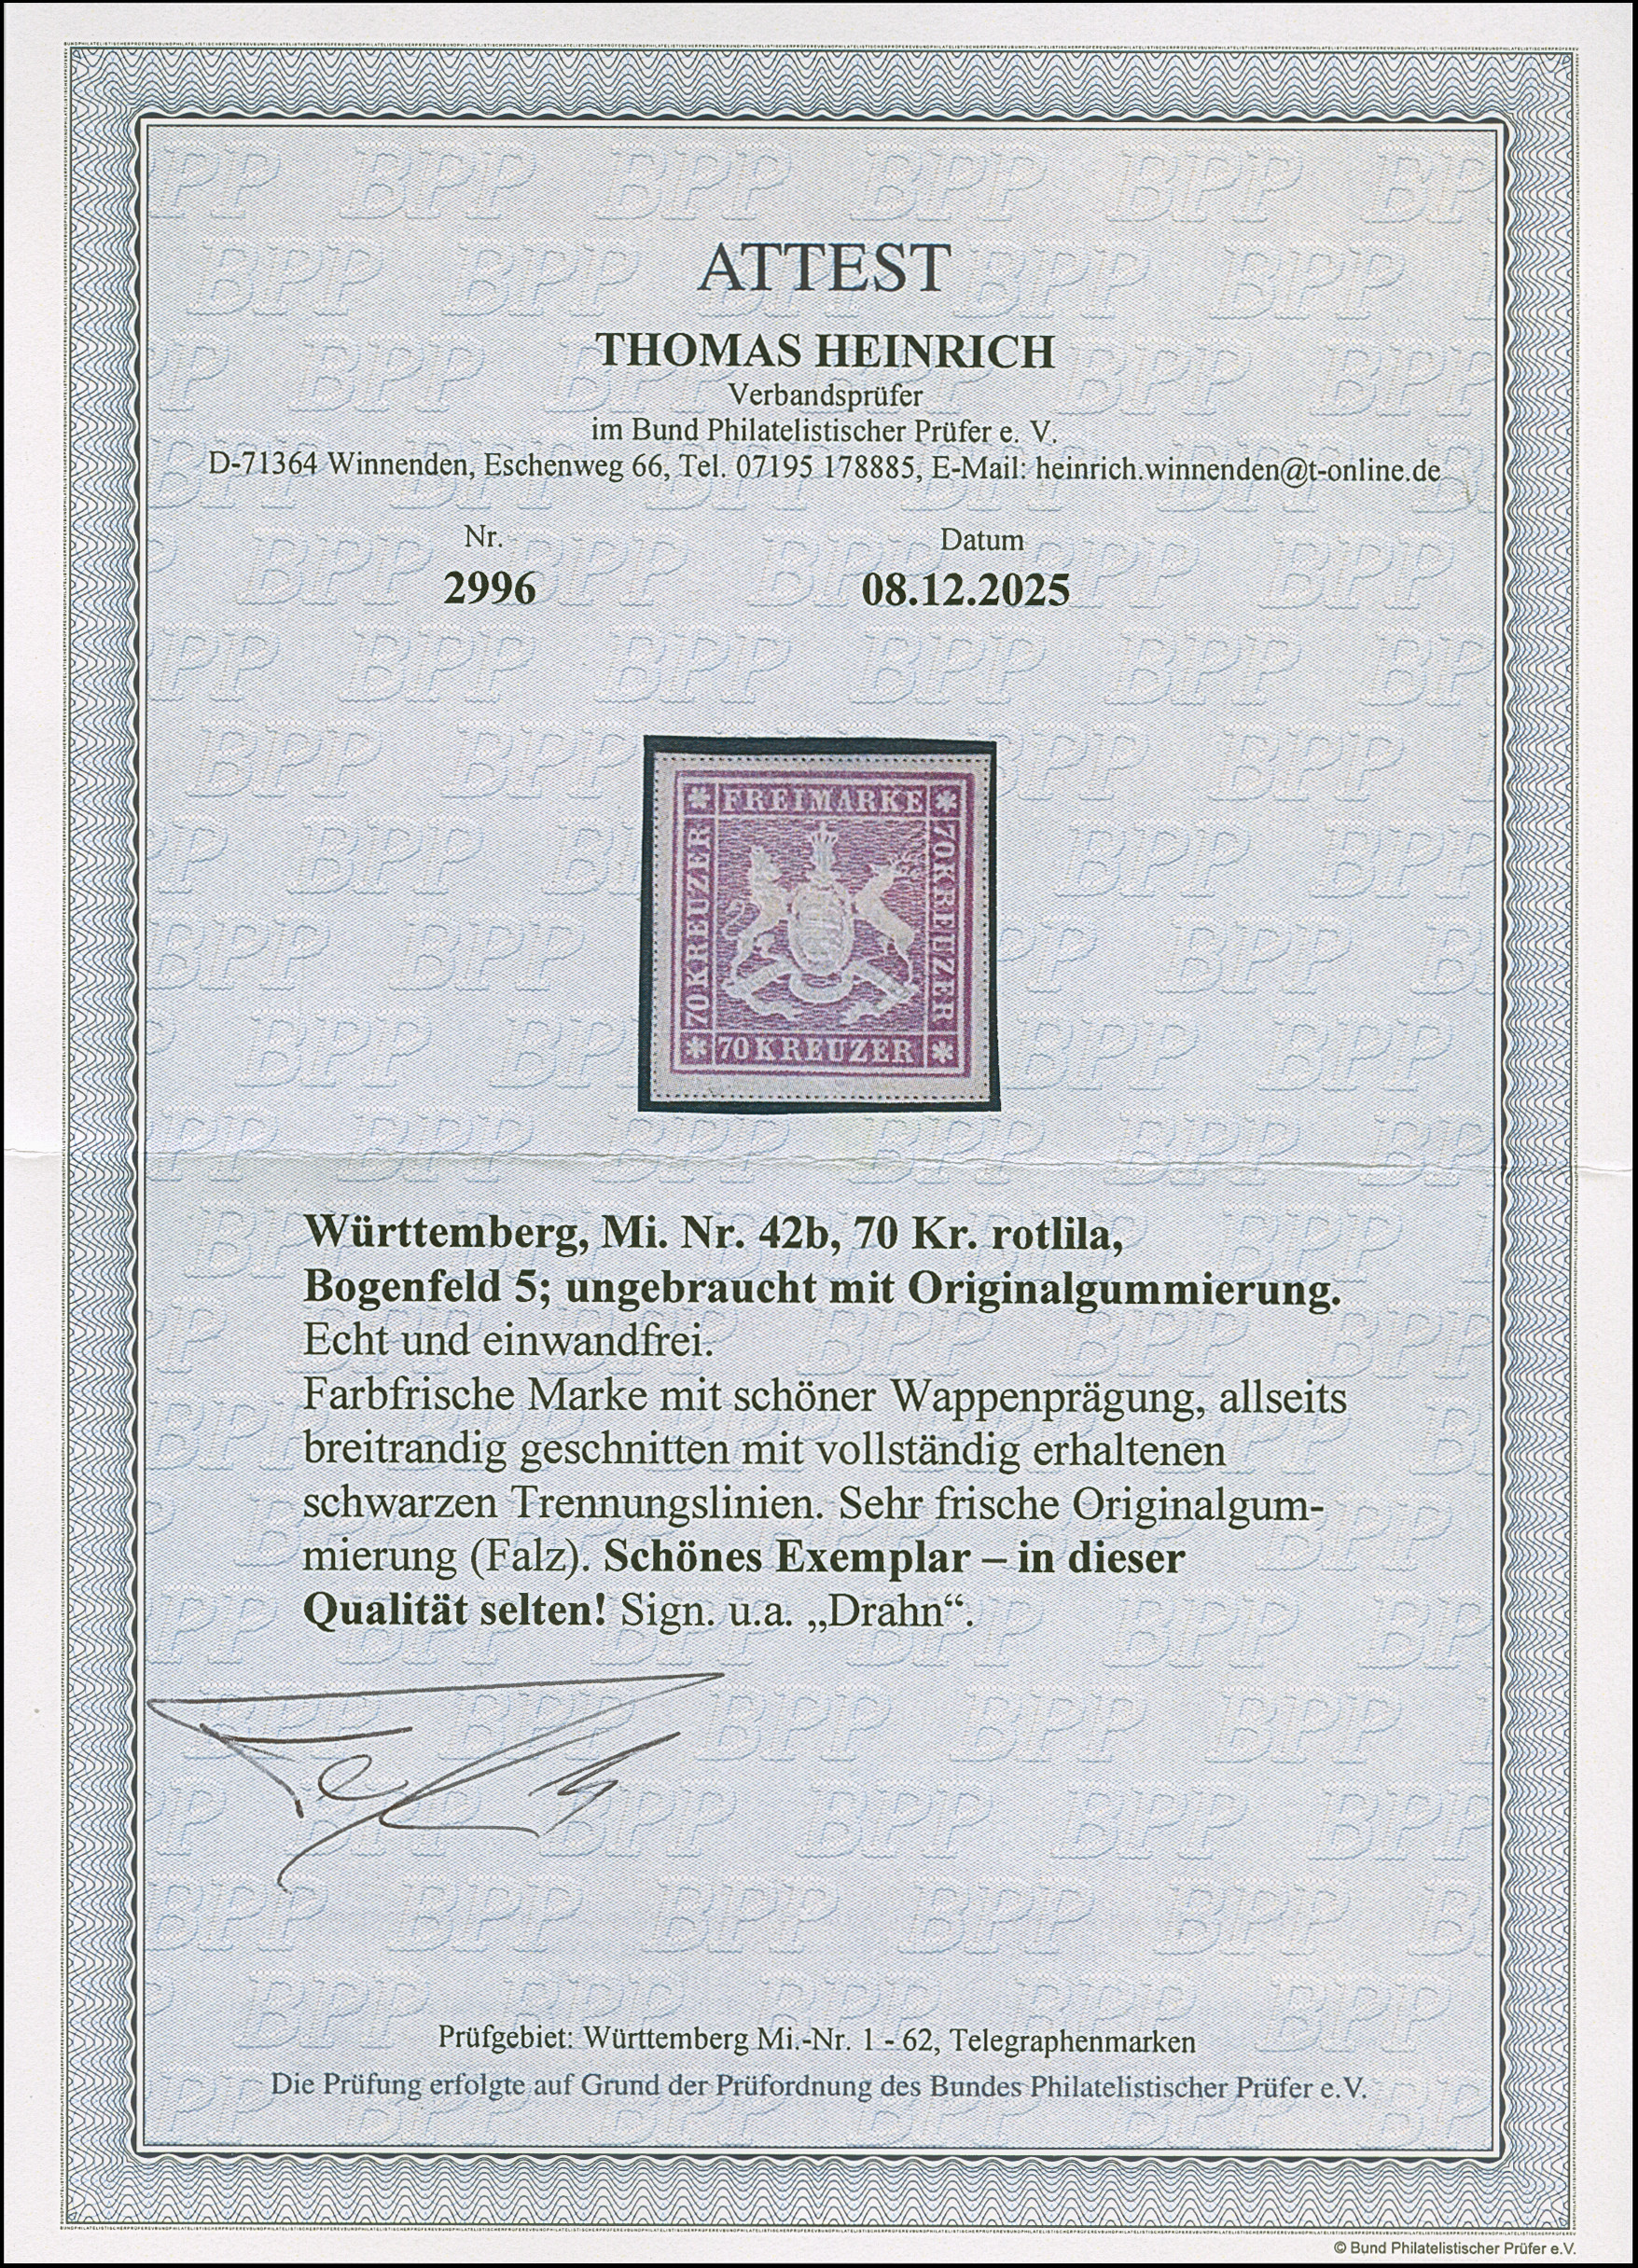 ATTEST
THOMAS HEINRICH
Verbandsprüfer
im Bund Philatelistischer Prüfer e. V.
D-71364 Winnenden, Eschenweg 66, Tel. 07195 178885, E-Mail: heinrich.winnenden@t-online.de
Nr. Datum
2996 08.12.2025
FREIMARKE
70 KREUZER
70 KREUZER
70 KREUZER
Württemberg, Mi. Nr. 42b, 70 Kr. rotlila,
Bogenfeld 5; ungebraucht mit Originalgummierung.
Echt und einwandfrei.
Farbfrische Marke mit schöner Wappenprägung, allseits
breitrandig geschnitten mit vollständig erhaltenen
schwarzen Trennungslinien. Sehr frische Originalgum-
mierung (Falz). Schönes Exemplar – in dieser
Qualität selten! Sign. u.a. „Drahn“.
Prüfgebiet: Württemberg Mi.-Nr. 1 - 62, Telegraphenmarken
Die Prüfung erfolgte auf Grund der Prüfordnung des Bundes Philatelistischer Prüfer e.V.
© Bund Philatelistischer Prüfer e.V.